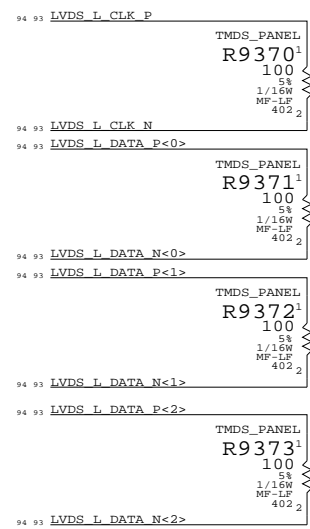 94 93 LVDS_L_CLK_P
TMDS_PANEL
R9370 1
100
5%
1/16W
MF-LF
402 2
94 93 LVDS_L_CLK_N
94 93 LVDS_L_DATA_P<0>
TMDS_PANEL
R9371 1
100
5%
1/16W
MF-LF
402 2
94 93 LVDS_L_DATA_N<0>
94 93 LVDS_L_DATA_P<1>
TMDS_PANEL
R9372 1
100
5%
1/16W
MF-LF
402 2
94 93 LVDS_L_DATA_N<1>
94 93 LVDS_L_DATA_P<2>
TMDS_PANEL
R9373 1
100
5%
1/16W
MF-LF
402 2
94 93 LVDS_L_DATA_N<2>